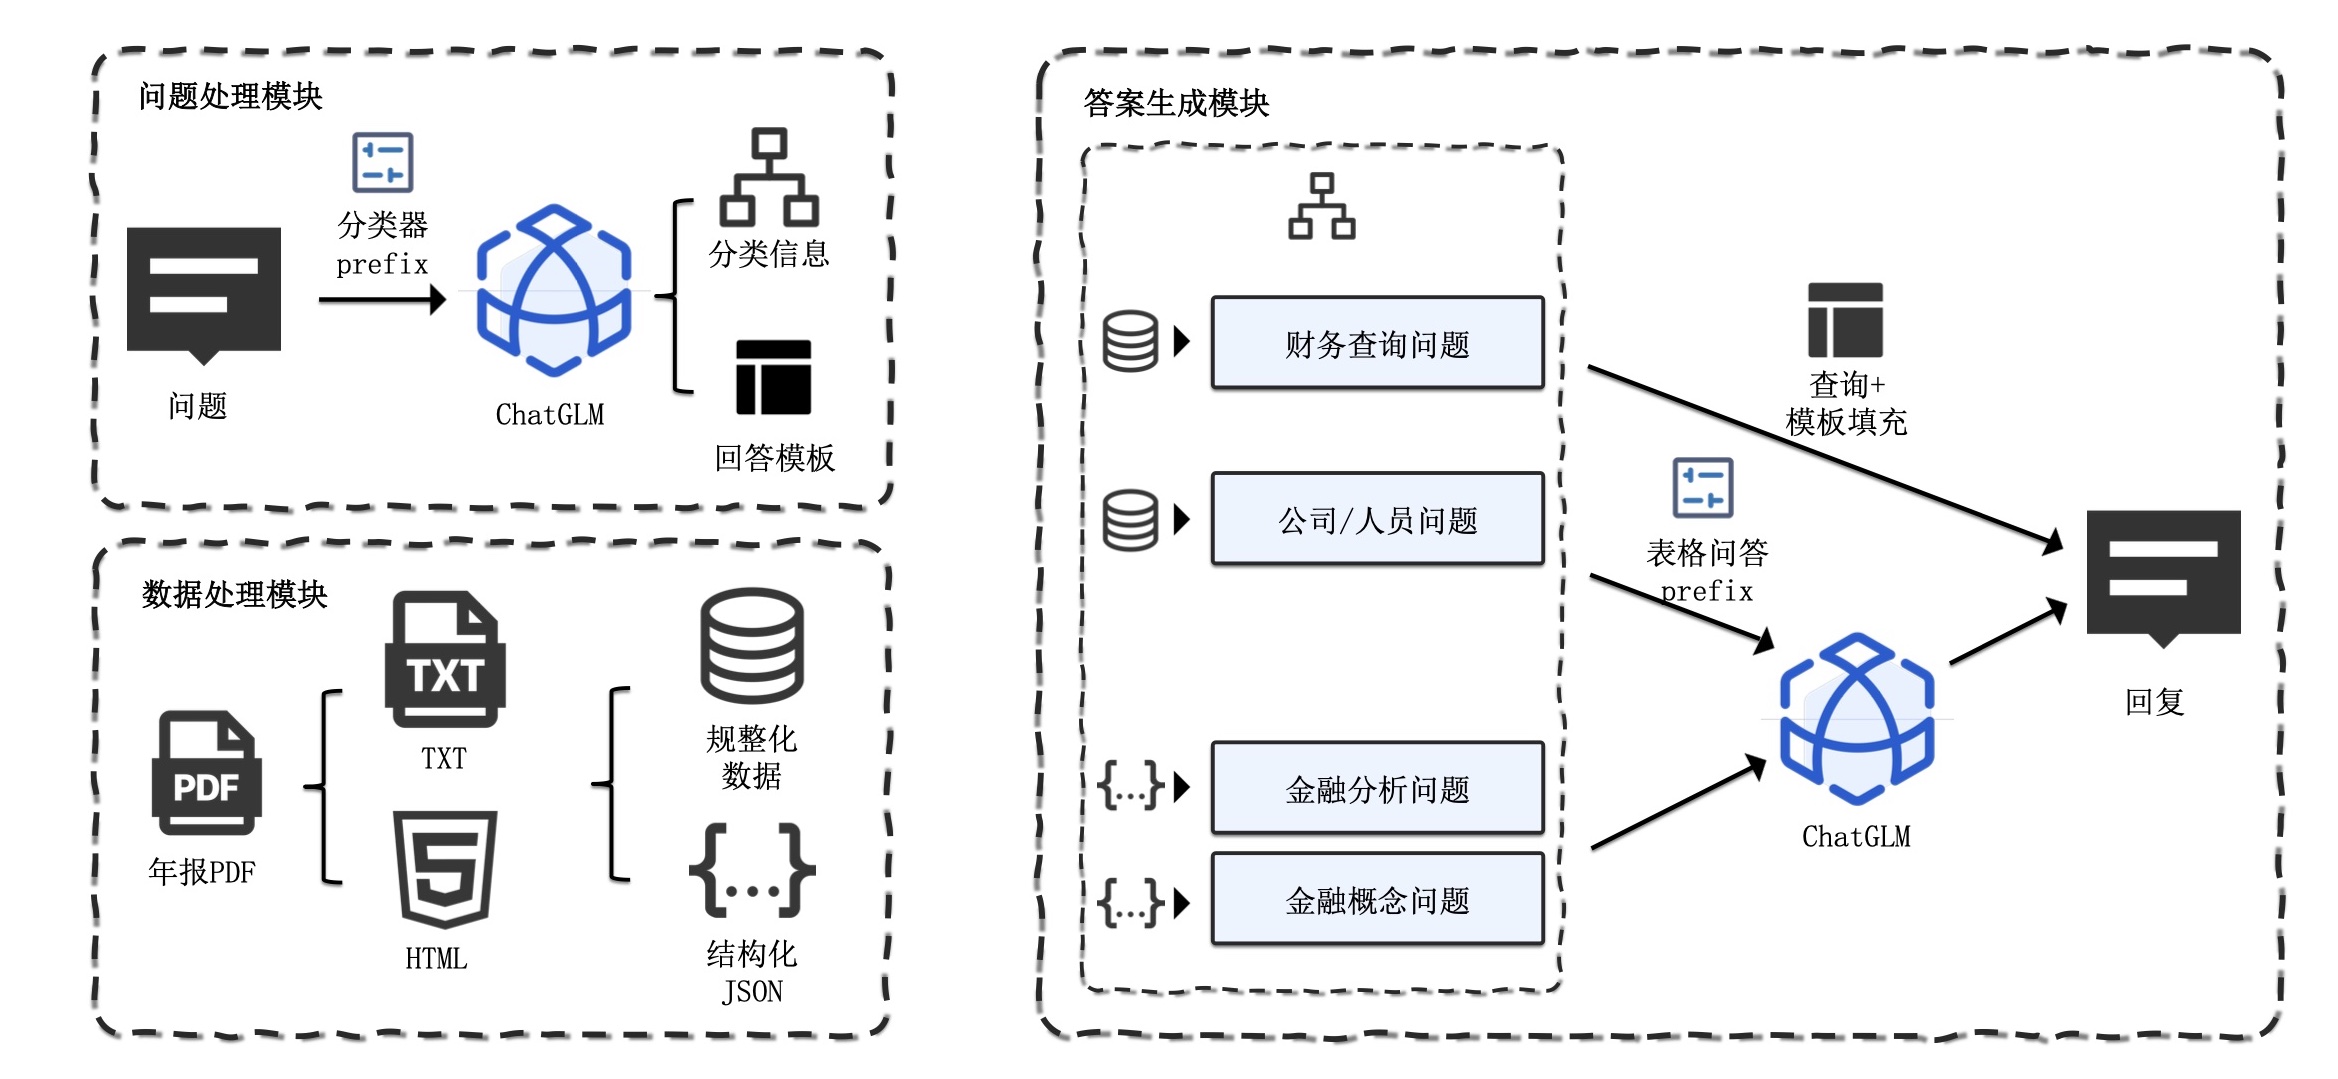 问题处理模块
分类器
prefix
问题
ChatGLM
分类信息
回答模板
数据处理模块
PDF
年报PDF
TXT
TXT
HTML
规整化
数据
{...}
结构化
JSON
答案生成模块
财务查询问题
公司/人员问题
{...}
金融分析问题
{...}
金融概念问题
查询+
模板填充
表格问答
prefix
ChatGLM
回复